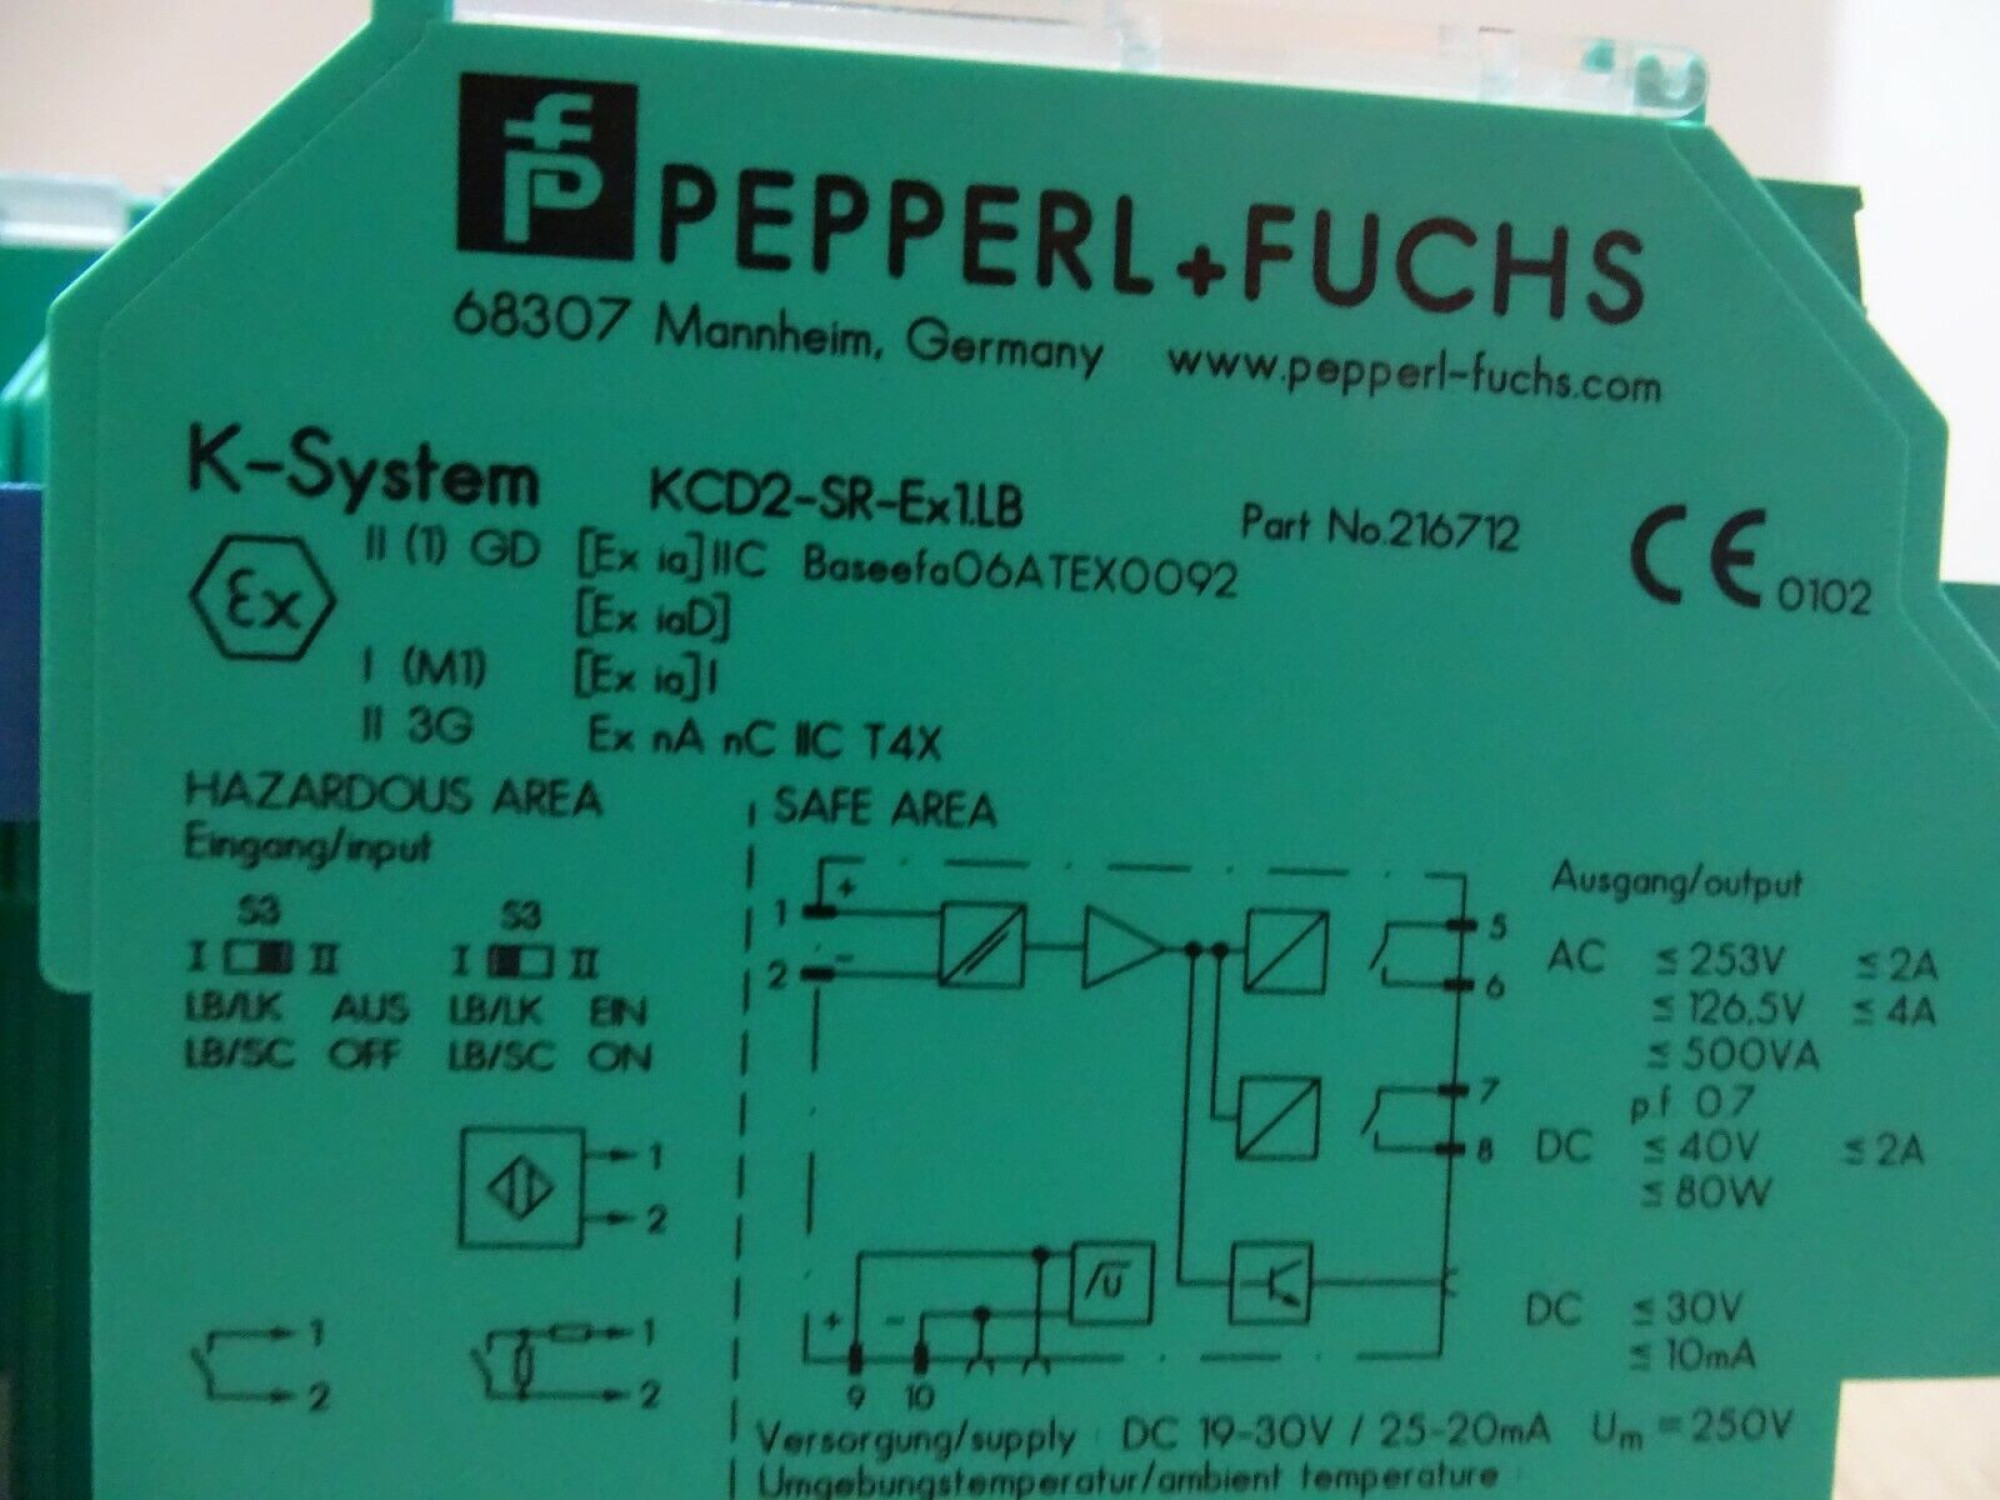 PEPPERL+FUCHS
68307 Mannheim, Germany www.pepperl-fuchs.com
K-System KCD2-SR-Ex1.LB Part No.216712
CE 0102
Ex II (1) GD [Ex ia]IIC Baseefa06ATEX0092
[Ex iaD]
I (M1) [Ex ia]I
II 3G Ex nA nC IIC T4X
HAZARDOUS AREA
Eingang/input
S3 S3
I II I II
LB/LK AUS LB/LK EIN
LB/SC OFF LB/SC ON
1
2
1
2
1
2
SAFE AREA
1 +
2 -
5
6
7
8
+ -
U
9 10
Ausgang/output
AC ≤ 253V ≤ 2A
≤ 126.5V ≤ 4A
≤ 500VA
p.f 0.7
DC ≤ 40V ≤ 2A
≤ 80W
DC ≤ 30V
≤ 10mA
Versorgung/supply DC 19-30V / 25-20mA Um = 250V
Umgebungstemperatur/ambient temperature